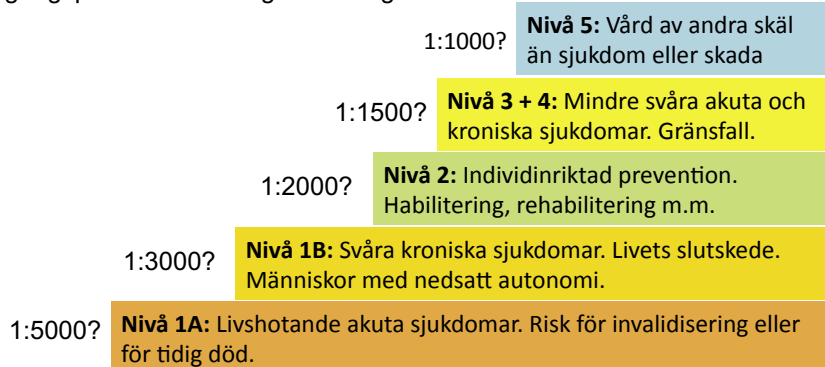 1:1000?
Nivå 5: Vård av andra skäl
än sjukdom eller skada
1:1500?
Nivå 3 + 4: Mindre svåra akuta och
kroniska sjukdomar. Gränsfall.
1:2000?
Nivå 2: Individinriktad prevention.
Habilitering, rehabilitering m.m.
1:3000?
Nivå 1B: Svåra kroniska sjukdomar. Livets slutskede.
Människor med nedsatt autonomi.
1:5000?
Nivå 1A: Livshotande akuta sjukdomar. Risk för invalidisering eller
för tidig död.